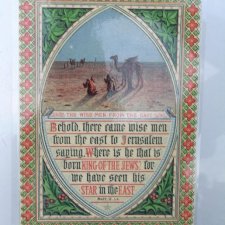 THE WISE MEN FROM THE EAST
Behold, there came wise men
from the east to Jerusalem
saying, Where is he that is
born KING OF THE JEWS? for
we have seen his
STAR in the EAST